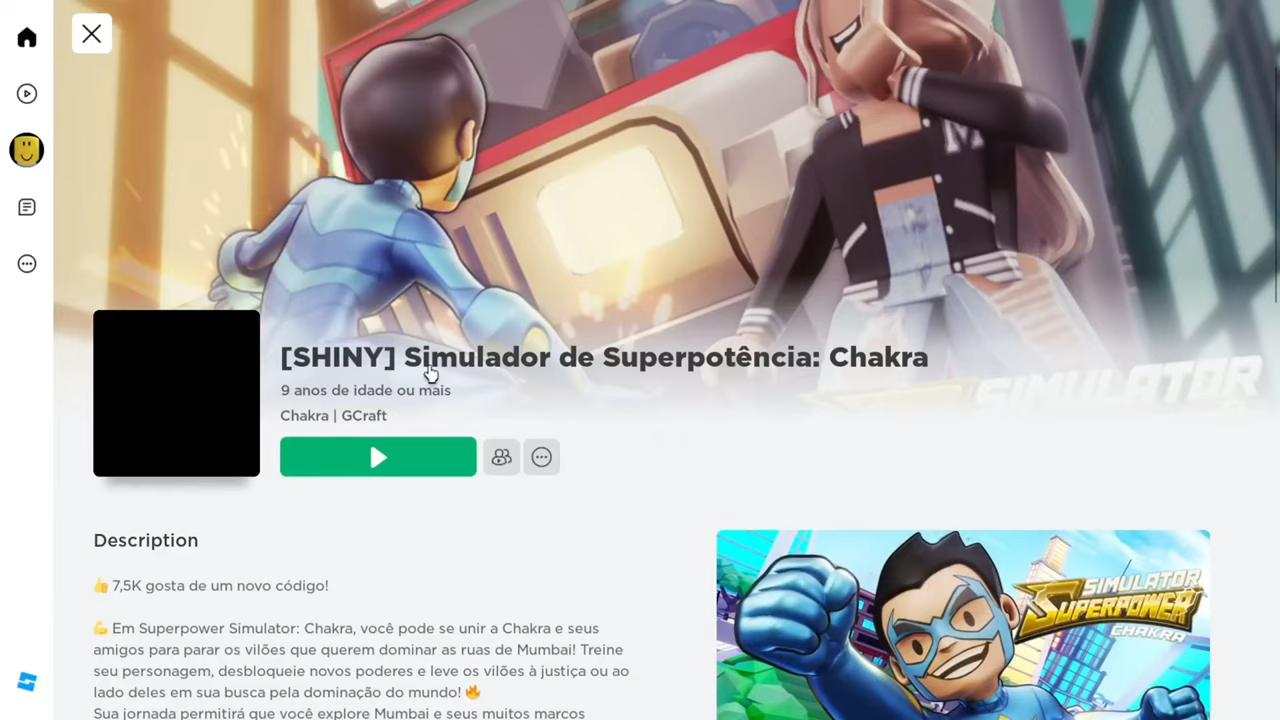 M
SIMULATOR
[SHINY] Simulador de Superpotência: Chakra
9 anos de idade ou mais
Chakra | GCraft
Description
👍 7,5K gosta de um novo código!
💪 Em Superpower Simulator: Chakra, você pode se unir a Chakra e seus
amigos para parar os vilões que querem dominar as ruas de Mumbai! Treine
seu personagem, desbloqueie novos poderes e leve os vilões à justiça ou ao
lado deles em sua busca pela dominação do mundo! 🔥
Sua jornada permitirá que você explore Mumbai e seus muitos marcos
SIMULATOR
SUPERPOWER
CHAKRA